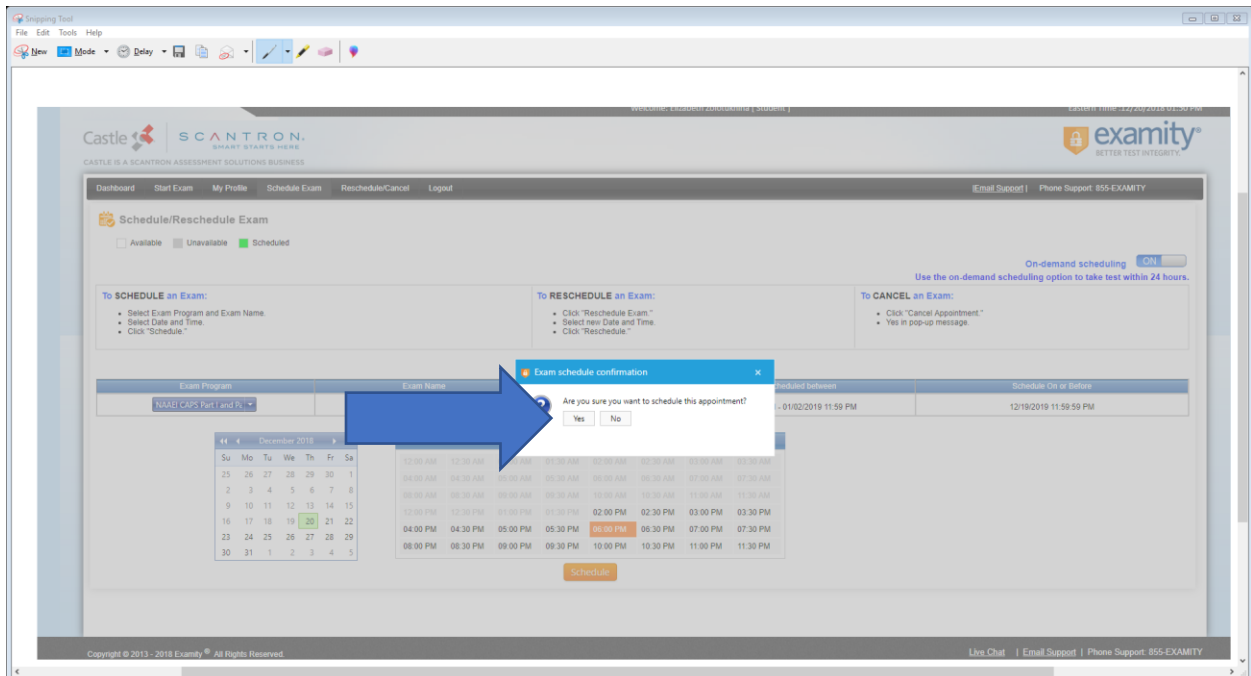 Snipping Tool
File Edit Tools Help
New Mode Delay
Eastern Time :12/20/2018 01:50 PM
Castle SCANTRON.
SMART STARTS HERE
CASTLE IS A SCANTRON ASSESSMENT SOLUTIONS BUSINESS
examity®
BETTER TEST INTEGRITY.
Dashboard Start Exam My Profile Schedule Exam Reschedule/Cancel Logout |Email Support | Phone Support: 855-EXAMITY
Schedule/Reschedule Exam
Available Unavailable Scheduled
On-demand scheduling ON
Use the on-demand scheduling option to take test within 24 hours.
To SCHEDULE an Exam:
• Select Exam Program and Exam Name.
• Select Date and Time.
• Click "Schedule."
To RESCHEDULE an Exam:
• Click "Reschedule Exam."
• Select new Date and Time.
• Click "Reschedule."
To CANCEL an Exam:
• Click "Cancel Appointment."
• Yes in pop-up message.
Exam schedule confirmation ×
Are you sure you want to schedule this appointment?
Yes No
Exam Program Exam Name scheduled between Schedule On or Before
NAAEI CAPS Part I and - 01/02/2019 11:59 PM 12/19/2019 11:59:59 PM
December 2018
Su Mo Tu We Th Fr Sa
25 26 27 28 29 30 1
2 3 4 5 6 7 8
9 10 11 12 13 14 15
16 17 18 19 20 21 22
23 24 25 26 27 28 29
30 31 1 2 3 4 5
12:00 AM 12:30 AM 01:30 AM 02:00 AM 02:30 AM 03:00 AM 03:30 AM
04:00 AM 04:30 AM 05:00 AM 05:30 AM 06:00 AM 06:30 AM 07:00 AM 07:30 AM
08:00 AM 08:30 AM 09:00 AM 09:30 AM 10:00 AM 10:30 AM 11:00 AM 11:30 AM
12:00 PM 12:30 PM 01:00 PM 01:30 PM 02:00 PM 02:30 PM 03:00 PM 03:30 PM
04:00 PM 04:30 PM 05:00 PM 05:30 PM 06:00 PM 06:30 PM 07:00 PM 07:30 PM
08:00 PM 08:30 PM 09:00 PM 09:30 PM 10:00 PM 10:30 PM 11:00 PM 11:30 PM
Schedule
Copyright © 2013 - 2018 Examity ® All Rights Reserved. Live Chat | Email Support | Phone Support: 855-EXAMITY